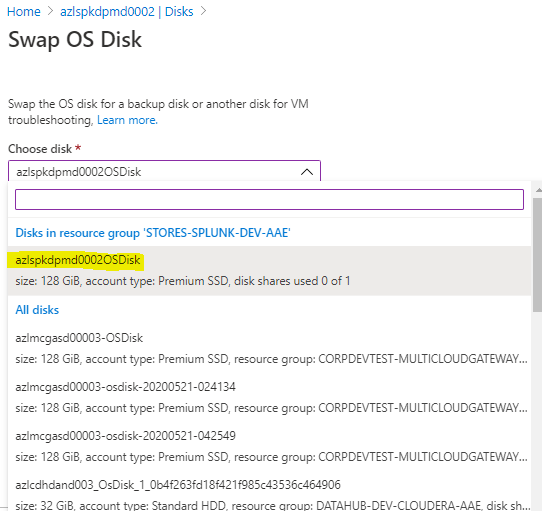 Home > azlspkdpmd0002 | Disks >
Swap OS Disk
Swap the OS disk for a backup disk or another disk for VM
troubleshooting, Learn more.
Choose disk *
azlspkdpmd0002OSDisk
Disks in resource group 'STORES-SPLUNK-DEV-AAE'
azlspkdpmd0002OSDisk
size: 128 GiB, account type: Premium SSD, disk shares used 0 of 1
All disks
azlmcgasd00003-OSDisk
size: 128 GiB, account type: Premium SSD, resource group: CORPDEVTEST-MULTICLOUDGATEWAY...
azlmcgasd00003-osdisk-20200521-024134
size: 128 GiB, account type: Premium SSD, resource group: CORPDEVTEST-MULTICLOUDGATEWAY...
azlmcgasd00003-osdisk-20200521-042549
size: 128 GiB, account type: Premium SSD, resource group: CORPDEVTEST-MULTICLOUDGATEWAY...
azlcdhdand003_OsDisk_1_0b4f263fd18f421f985c43536c464906
size: 32 GiB, account type: Standard HDD, resource group: DATAHUB-DEV-CLOUDERA-AAE, disk sh...